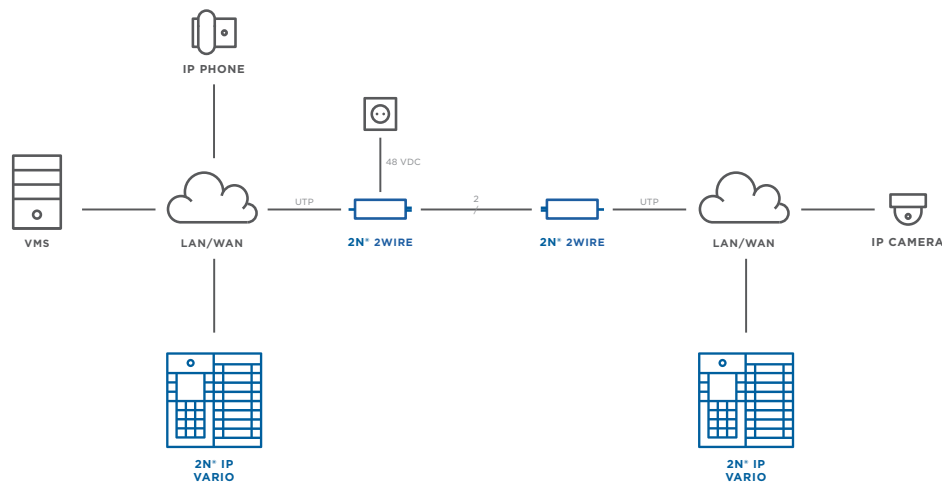 IP PHONE
48 VDC
UTP
2
UTP
VMS
LAN/WAN
2N® 2WIRE
2N® 2WIRE
LAN/WAN
IP CAMERA
2N® IP
VARIO
2N® IP
VARIO